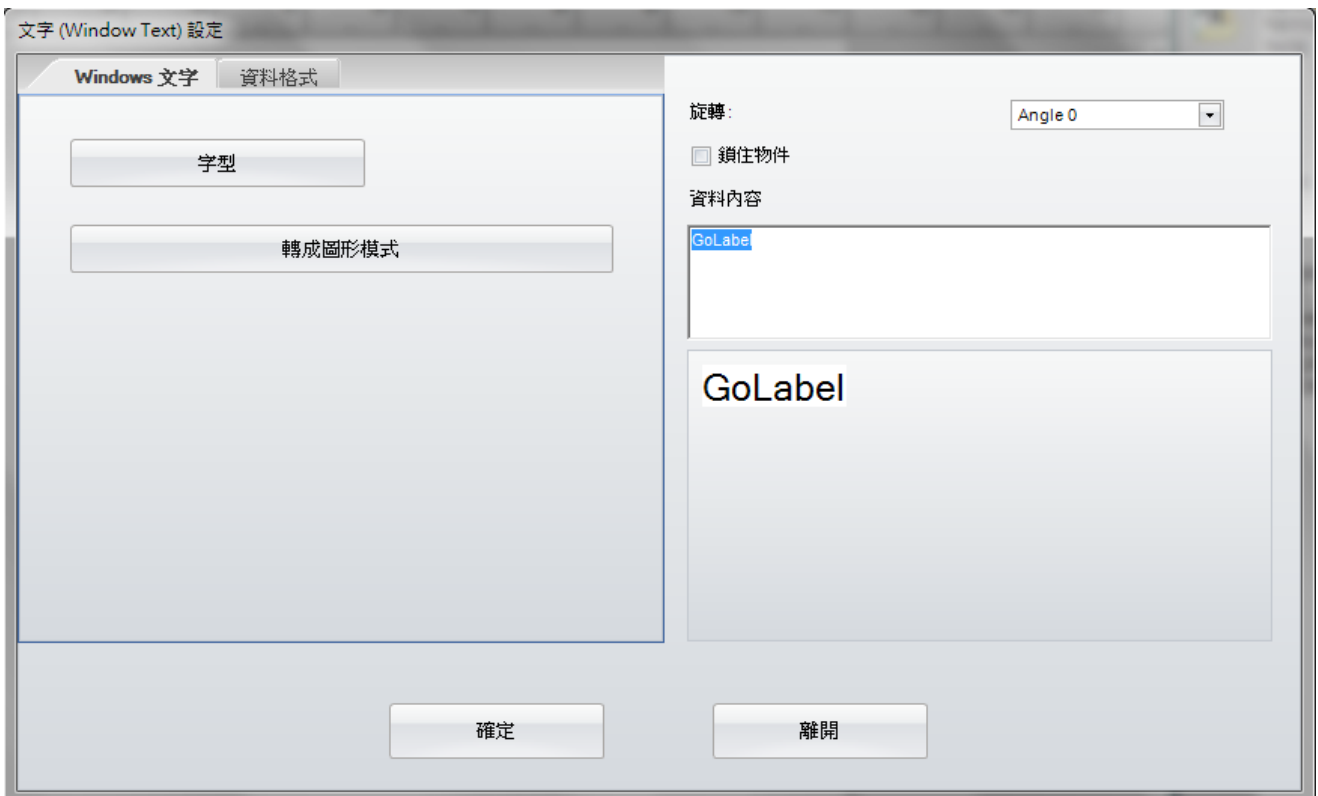 文字 (Window Text) 設定
Windows 文字 資料格式
字型
轉成圖形模式
旋轉: Angle 0
鎖住物件
資料內容
GoLabel
GoLabel
確定 離開